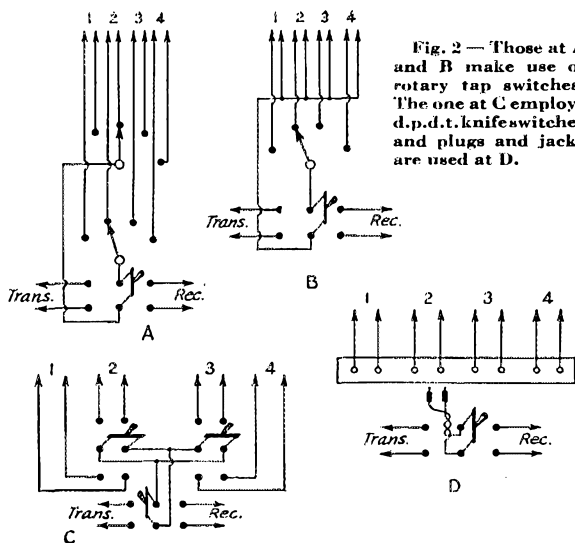 1 2 3 4
1 2 3 4
Fig. 2 — Those at A
and B make use o
rotary tap switches
The one at C employ
d.p.d.t. knife switche
and plugs and jack
are used at D.
Trans. Rec.
A
Trans. Rec.
B
1 2 3 4
Trans. Rec.
C
1 2 3 4
Trans. Rec.
D